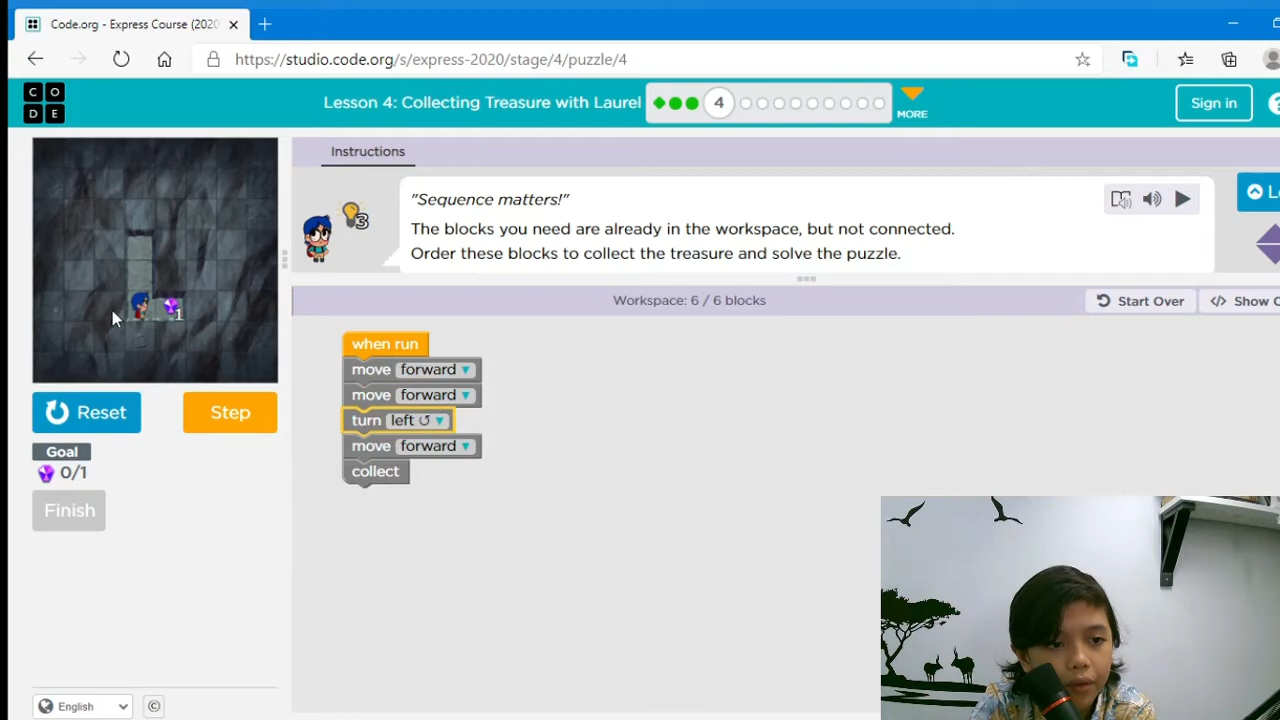 Code.org - Express Course (2020
https://studio.code.org/s/express-2020/stage/4/puzzle/4
C O
D E
Lesson 4: Collecting Treasure with Laurel
4
MORE
Sign in
Instructions
3
"Sequence matters!"
The blocks you need are already in the workspace, but not connected.
Order these blocks to collect the treasure and solve the puzzle.
Workspace: 6 / 6 blocks
Start Over
</> Show
1
when run
move forward
move forward
turn left
move forward
collect
Reset
Step
Goal
0/1
Finish
English
©